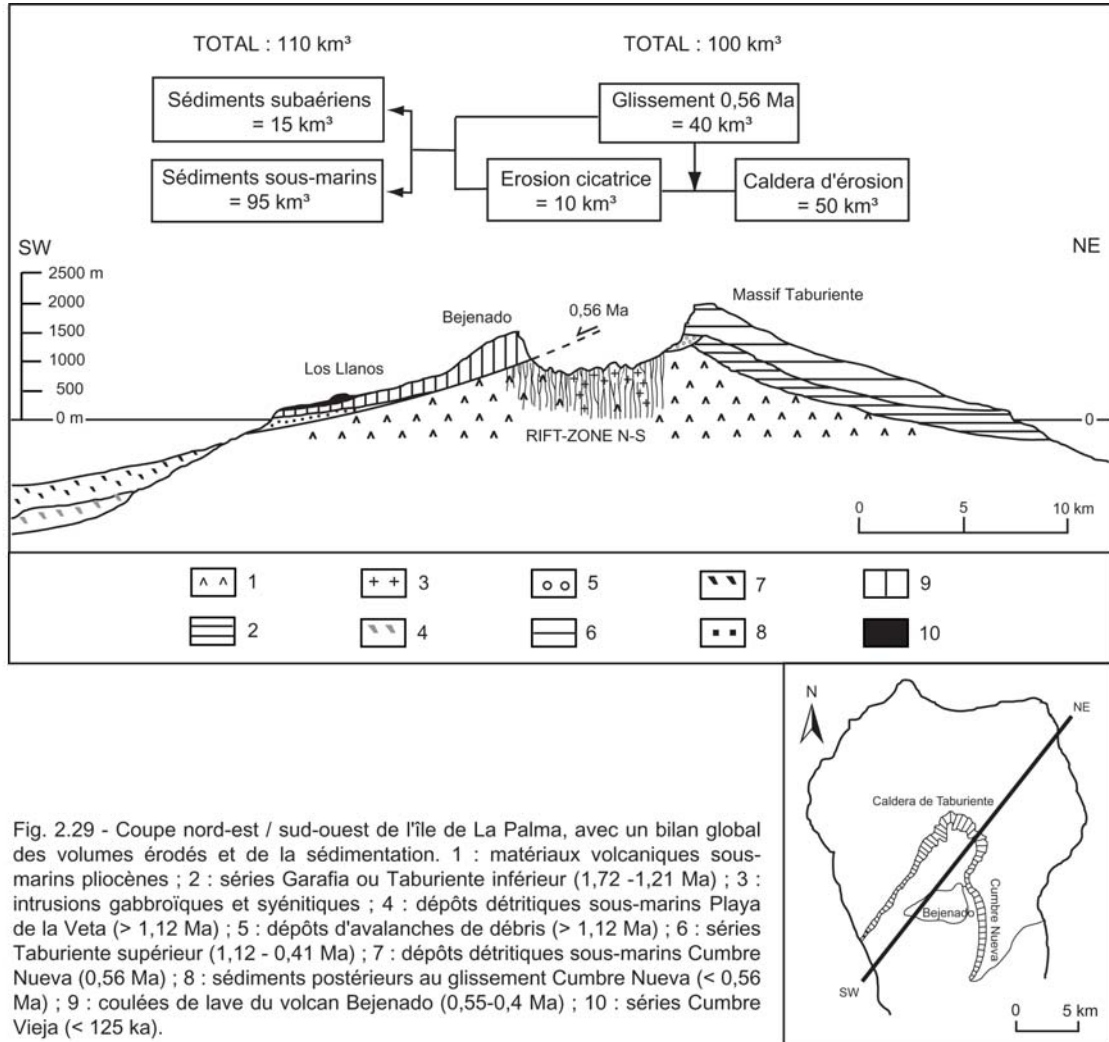 TOTAL : 110 km³
TOTAL : 100 km³
Sédiments subaériens
= 15 km³
Glissement 0,56 Ma
= 40 km³
Sédiments sous-marins
= 95 km³
Erosion cicatrice
= 10 km³
Caldera d'érosion
= 50 km³
SW
NE
2500 m
2000
1500
1000
500
0 m
Bejenado
0,56 Ma
Massif Taburiente
Los Llanos
0
RIFT-ZONE N-S
0 5 10 km
1 3 5 7 9
2 4 6 8 10
N
NE
Caldera de Taburiente
Bejenado
Cumbre Nueva
SW
0 5 km
Fig. 2.29 - Coupe nord-est / sud-ouest de l'île de La Palma, avec un bilan global
des volumes érodés et de la sédimentation. 1 : matériaux volcaniques sous-
marins pliocènes ; 2 : séries Garafia ou Taburiente inférieur (1,72 -1,21 Ma) ; 3 :
intrusions gabbroïques et syénitiques ; 4 : dépôts détritiques sous-marins Playa
de la Veta (> 1,12 Ma) ; 5 : dépôts d'avalanches de débris (> 1,12 Ma) ; 6 : séries
Taburiente supérieur (1,12 - 0,41 Ma) ; 7 : dépôts détritiques sous-marins Cumbre
Nueva (0,56 Ma) ; 8 : sédiments postérieurs au glissement Cumbre Nueva (< 0,56
Ma) ; 9 : coulées de lave du volcan Bejenado (0,55-0,4 Ma) ; 10 : séries Cumbre
Vieja (< 125 ka).